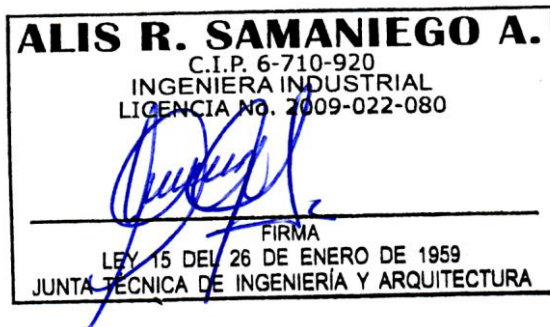 ALIS R. SAMANIEGO A.
C.I.P. 6-710-920
INGENIERA INDUSTRIAL
LICENCIA No. 2009-022-080
FIRMA
LEY 15 DEL 26 DE ENERO DE 1959
JUNTA TÉCNICA DE INGENIERÍA Y ARQUITECTURA